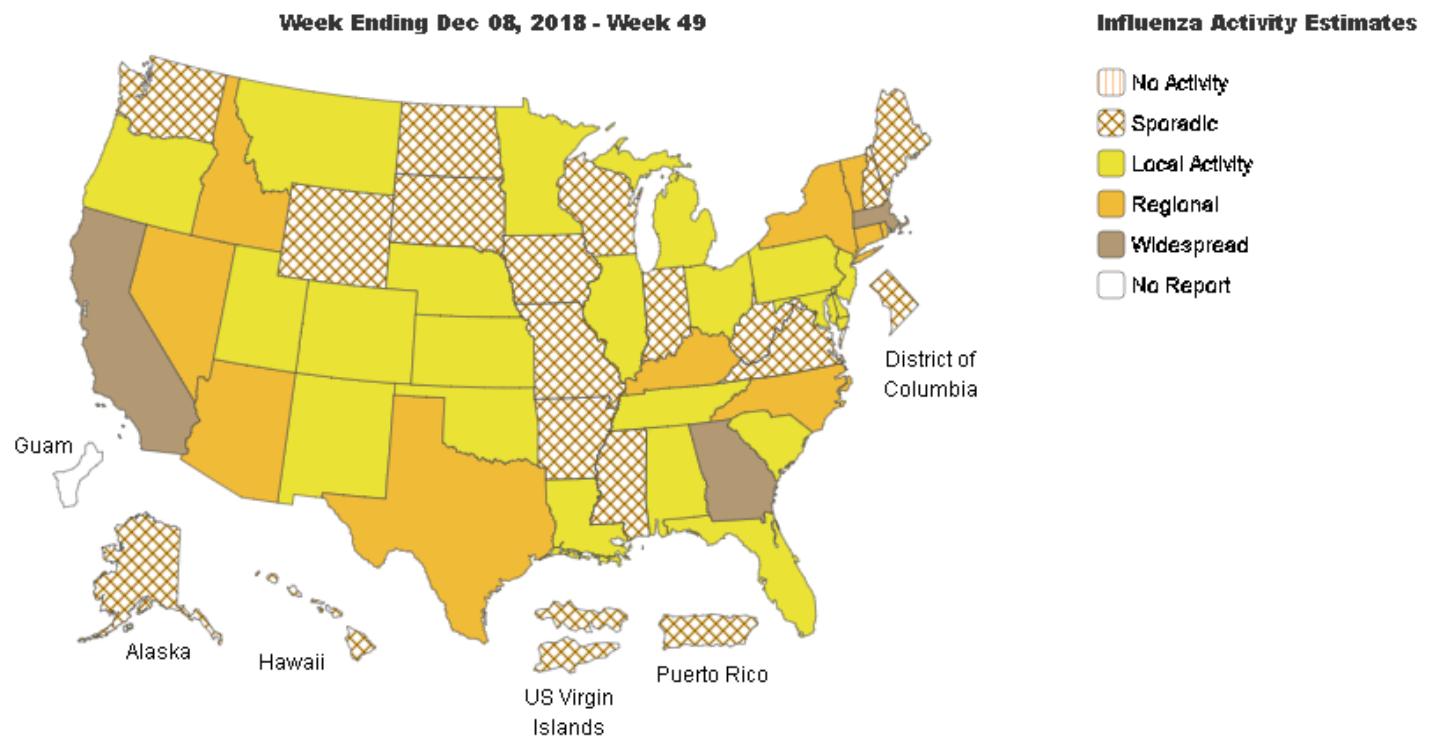 Week Ending Dec 08, 2018 - Week 49
Influenza Activity Estimates
No Activity
Sporadic
Local Activity
Regional
Widespread
No Report
District of
Columbia
Guam
Alaska
Hawaii
US Virgin
Islands
Puerto Rico